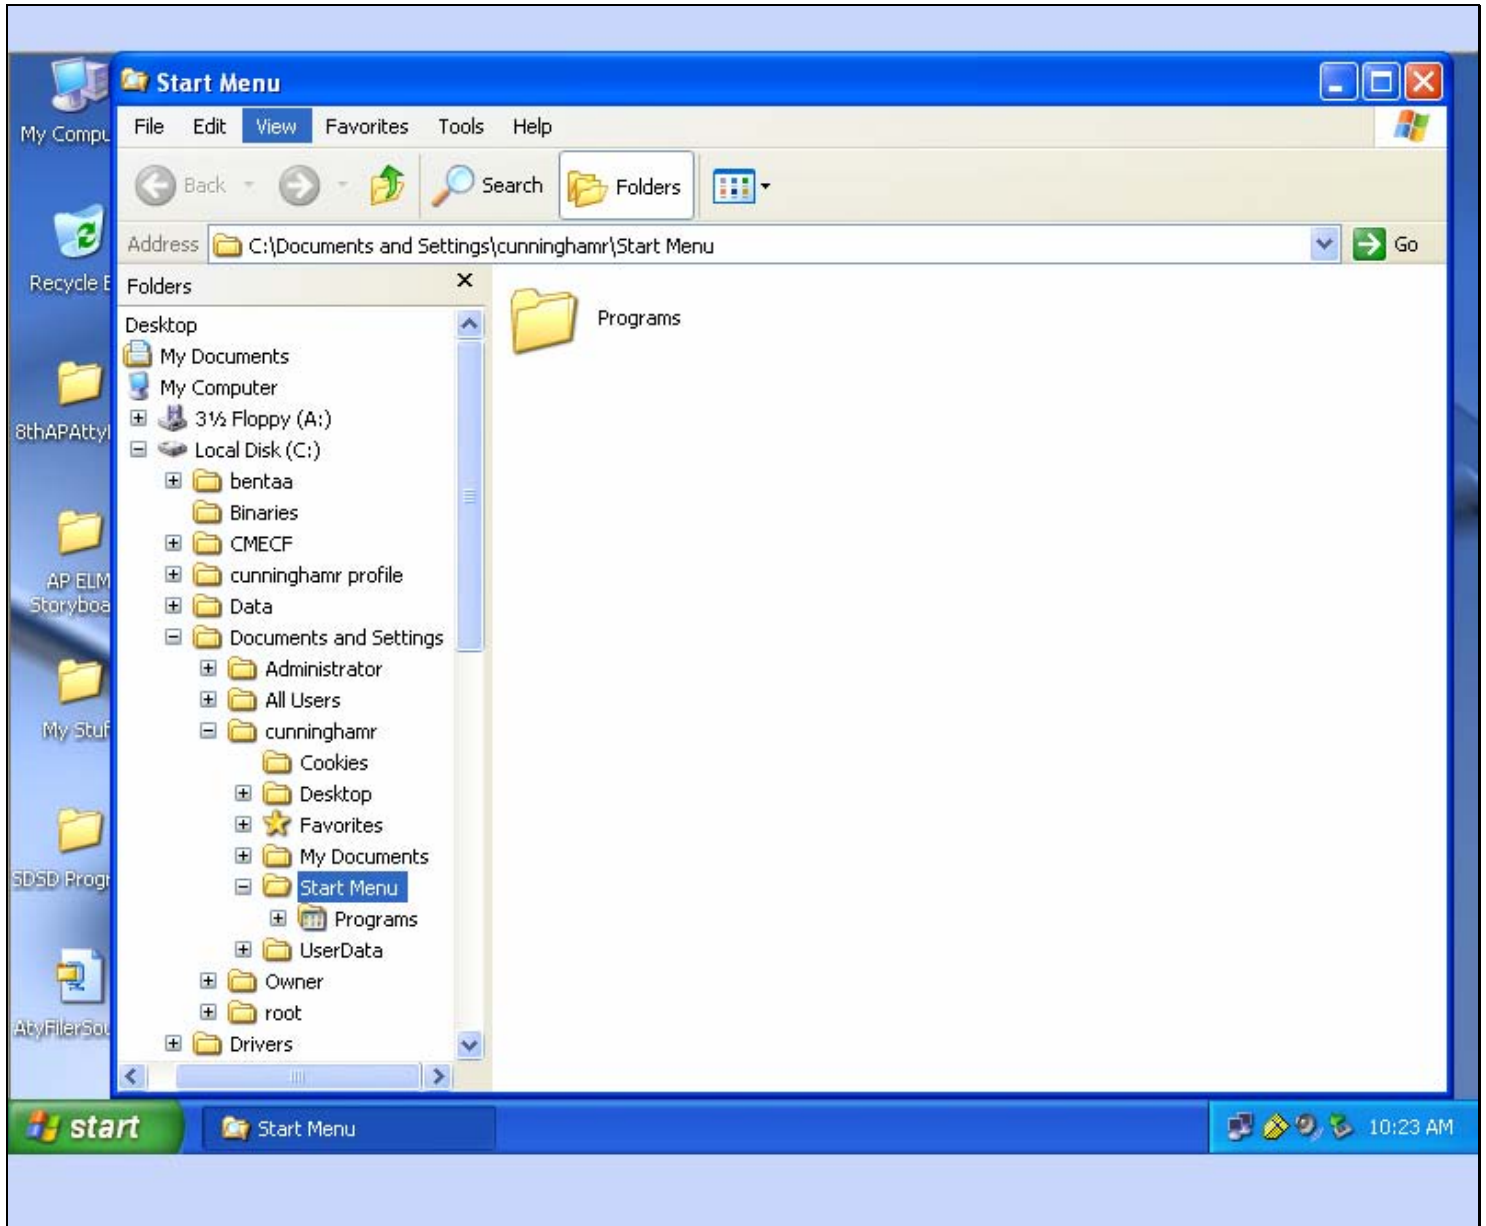 Start Menu
File Edit View Favorites Tools Help
Back Search Folders
Address C:\Documents and Settings\cunninghamr\Start Menu Go
Folders
Desktop
My Documents
My Computer
3½ Floppy (A:)
Local Disk (C:)
bentaa
Binaries
CMECF
cunninghamr profile
Data
Documents and Settings
Administrator
All Users
cunninghamr
Cookies
Desktop
Favorites
My Documents
Start Menu
Programs
UserData
Owner
root
Drivers
Programs
My Compu
Recycle B
8thAPAtty
AP ELM
Storyboa
My Stuf
SDSD Progr
AtyFilerSou
start Start Menu 10:23 AM